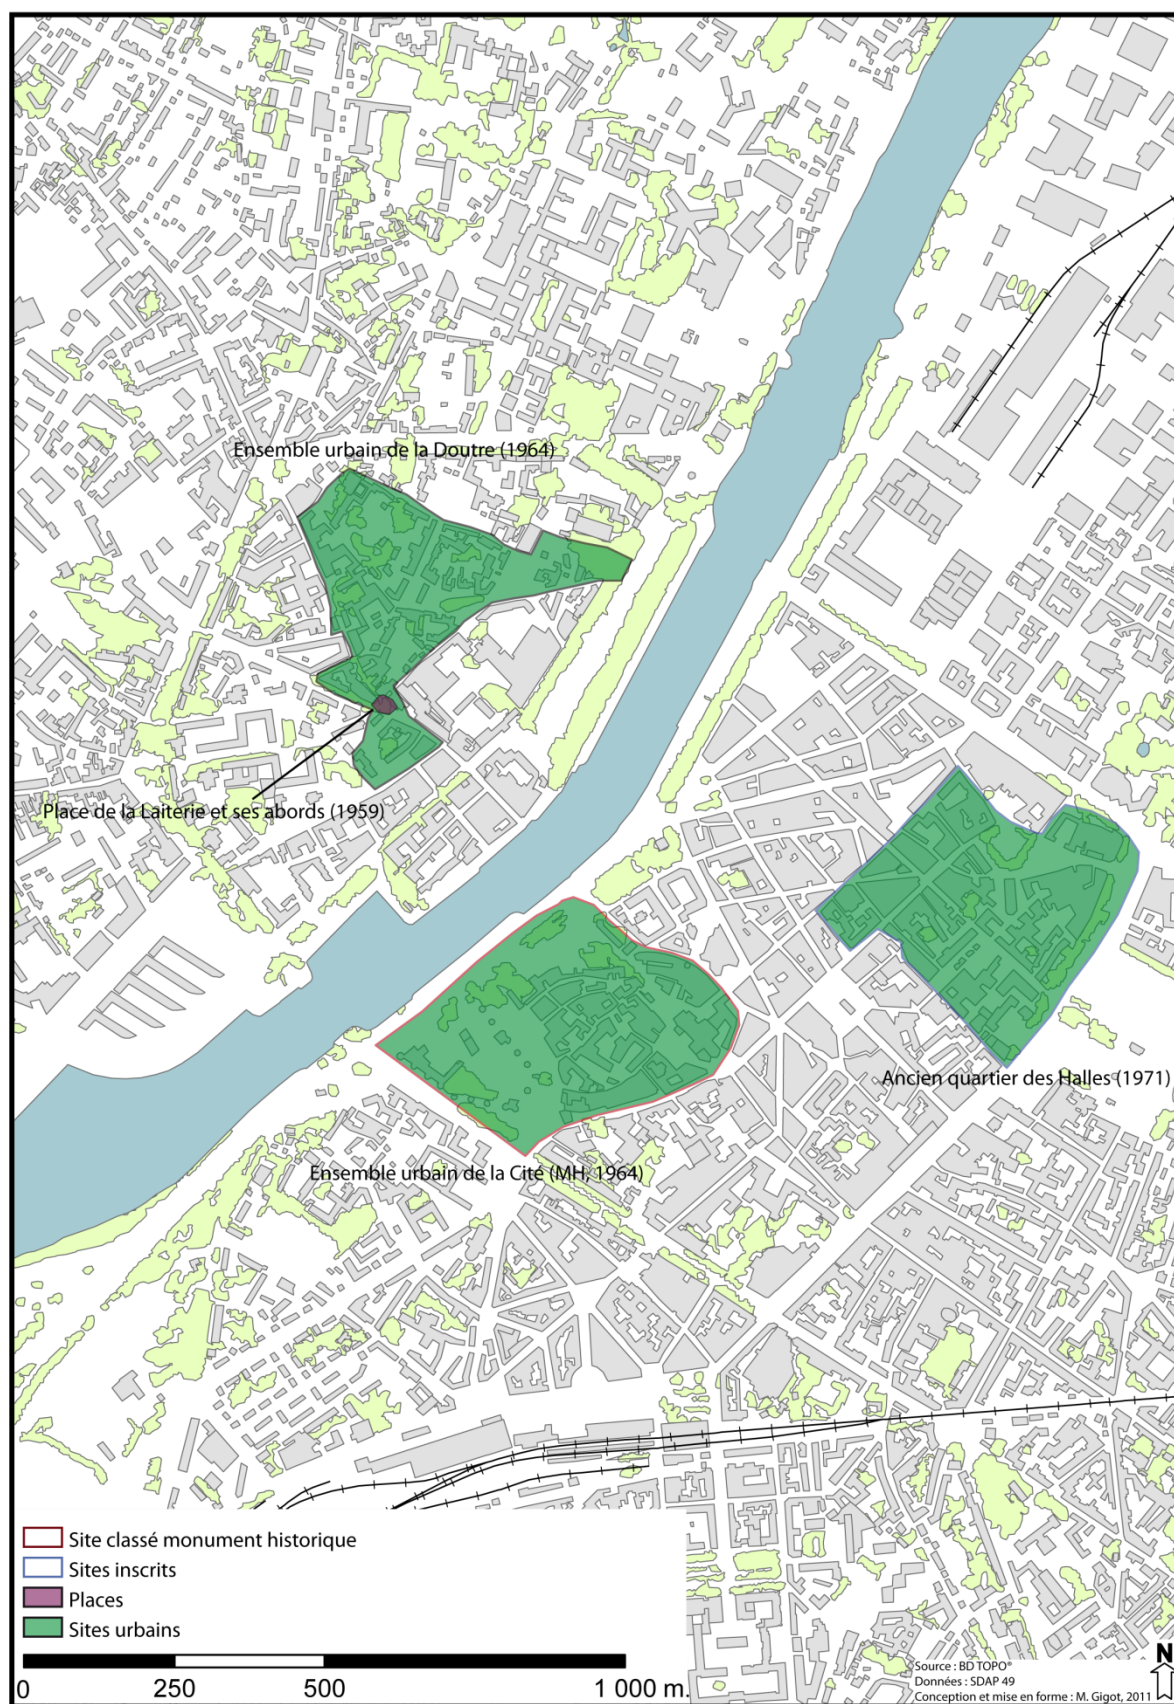 Ensemble urbain de la Doutre (1964)
Place de la Laiterie et ses abords (1959)
Ancien quartier des Halles (1971)
Ensemble urbain de la Cité (MH, 1964)
Site classé monument historique
Sites inscrits
Places
Sites urbains
0 250 500 1 000 m.
N
Source : BD TOPO®
Données : SDAP 49
Conception et mise en forme : M. Gigot, 2011